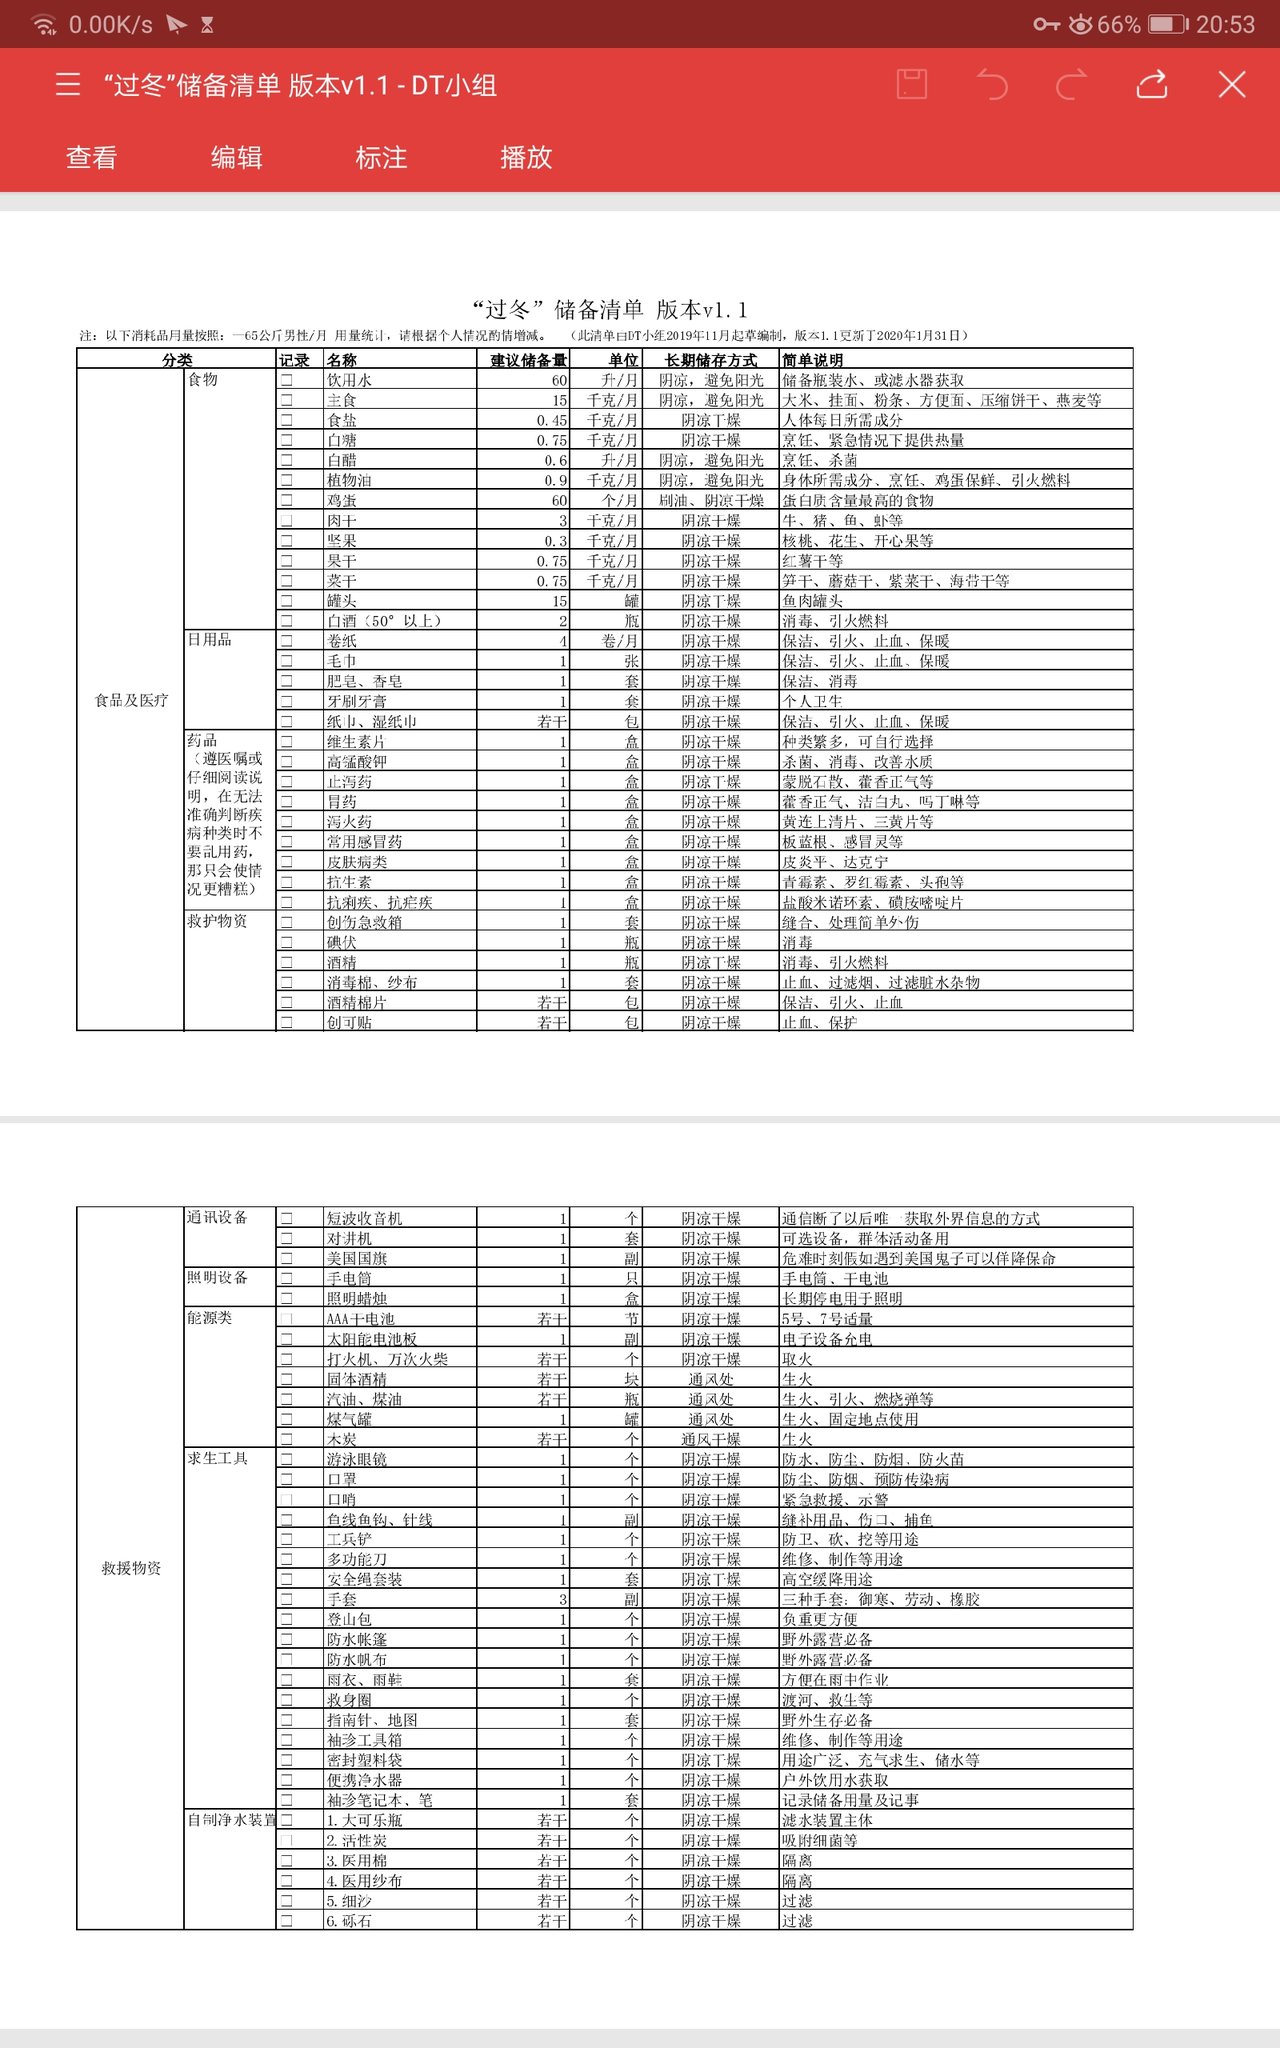 0.00K/s 66% 20:53
“过冬”储备清单 版本v1.1 - DT小组
查看 编辑 标注 播放
“过冬”储备清单 版本v1.1
注：以下消耗品用量按照：一65公斤男性/月 用量统计，请根据个人情况酌情增减。 （此清单由DT小组2019年11月起草编制，版本1.1更新于2020年1月31日）
分类 记录 名称 建议储备量 单位 长期储存方式 简单说明
食品及医疗
食物
□ 饮用水 60 升/月 阴凉，避免阳光 储备瓶装水、或滤水器获取
□ 主食 15 千克/月 阴凉，避免阳光 大米、挂面、粉条、方便面、压缩饼干、燕麦等
□ 食盐 0.45 千克/月 阴凉干燥 人体每日所需成分
□ 白糖 0.75 千克/月 阴凉干燥 烹饪、紧急情况下提供热量
□ 白醋 0.6 升/月 阴凉，避免阳光 烹饪、杀菌
□ 植物油 0.9 千克/月 阴凉，避免阳光 身体所需成分、烹饪、鸡蛋保鲜、引火燃料
□ 鸡蛋 60 个/月 刷油、阴凉干燥 蛋白质含量最高的食物
□ 肉干 3 千克/月 阴凉干燥 牛、猪、鱼、虾等
□ 坚果 0.3 千克/月 阴凉干燥 核桃、花生、开心果等
□ 果干 0.75 千克/月 阴凉干燥 红薯干等
□ 菜干 0.75 千克/月 阴凉干燥 笋干、蘑菇干、紫菜干、海带干等
□ 罐头 15 罐 阴凉干燥 鱼肉罐头
□ 白酒（50°以上） 2 瓶 阴凉干燥 消毒、引火燃料
日用品
□ 卷纸 4 卷/月 阴凉干燥 保洁、引火、止血、保暖
□ 毛巾 1 张 阴凉干燥 保洁、引火、止血、保暖
□ 肥皂、香皂 1 套 阴凉干燥 保洁、消毒
□ 牙刷牙膏 1 套 阴凉干燥 个人卫生
□ 纸巾、湿纸巾 若干 包 阴凉干燥 保洁、引火、止血、保暖
药品
（遵医嘱或
仔细阅读说
明，在无法
准确判断疾
病种类时不
要乱用药，
那只会使情
况更糟糕）
□ 维生素片 1 盒 阴凉干燥 种类繁多，可自行选择
□ 高锰酸钾 1 盒 阴凉干燥 杀菌、消毒、改善水质
□ 止泻药 1 盒 阴凉干燥 蒙脱石散、藿香正气等
□ 胃药 1 盒 阴凉干燥 藿香正气、洁白丸、吗丁啉等
□ 泻火药 1 盒 阴凉干燥 黄连上清片、三黄片等
□ 常用感冒药 1 盒 阴凉干燥 板蓝根、感冒灵等
□ 皮肤病类 1 盒 阴凉干燥 皮炎平、达克宁
□ 抗生素 1 盒 阴凉干燥 青霉素、罗红霉素、头孢等
□ 抗痢疾、抗疟疾 1 盒 阴凉干燥 盐酸米诺环素、磺胺嘧啶片
救护物资
□ 创伤急救箱 1 套 阴凉干燥 缝合、处理简单外伤
□ 碘伏 1 瓶 阴凉干燥 消毒
□ 酒精 1 瓶 阴凉干燥 消毒、引火燃料
□ 消毒棉、纱布 1 套 阴凉干燥 止血、过滤烟、过滤脏水杂物
□ 酒精棉片 若干 包 阴凉干燥 保洁、引火、止血
□ 创可贴 若干 包 阴凉干燥 止血、保护
救援物资
通讯设备
□ 短波收音机 1 个 阴凉干燥 通信断了以后唯一获取外界信息的方式
□ 对讲机 1 套 阴凉干燥 可选设备，群体活动备用
□ 美国国旗 1 副 阴凉干燥 危难时刻假如遇到美国鬼子可以佯降保命
照明设备
□ 手电筒 1 只 阴凉干燥 手电筒、干电池
□ 照明蜡烛 1 盒 阴凉干燥 长期停电用于照明
能源类
□ AAA干电池 若干 节 阴凉干燥 5号、7号适量
□ 太阳能电池板 1 副 阴凉干燥 电子设备充电
□ 打火机、万次火柴 若干 个 阴凉干燥 取火
□ 固体酒精 若干 块 通风处 生火
□ 汽油、煤油 若干 瓶 通风处 生火、引火、燃烧弹等
□ 煤气罐 1 罐 通风处 生火、固定地点使用
□ 木炭 若干 个 通风干燥 生火
求生工具
□ 游泳眼镜 1 个 阴凉干燥 防水、防尘、防烟，防火苗
□ 口罩 1 个 阴凉干燥 防尘、防烟、预防传染病
□ 口哨 1 个 阴凉干燥 紧急救援、示警
□ 鱼线鱼钩、针线 1 副 阴凉干燥 缝补用品、伤口、捕鱼
□ 工兵铲 1 个 阴凉干燥 防卫、砍、挖等用途
□ 多功能刀 1 个 阴凉干燥 维修、制作等用途
□ 安全绳套装 1 套 阴凉干燥 高空缓降用途
□ 手套 3 副 阴凉干燥 三种手套：御寒、劳动、橡胶
□ 登山包 1 个 阴凉干燥 负重更方便
□ 防水帐篷 1 个 阴凉干燥 野外露营必备
□ 防水帆布 1 个 阴凉干燥 野外露营必备
□ 雨衣、雨鞋 1 套 阴凉干燥 方便在雨中作业
□ 救身圈 1 个 阴凉干燥 渡河、救生等
□ 指南针、地图 1 套 阴凉干燥 野外生存必备
□ 袖珍工具箱 1 个 阴凉干燥 维修、制作等用途
□ 密封塑料袋 1 个 阴凉干燥 用途广泛、充气求生、储水等
□ 便携净水器 1 个 阴凉干燥 户外饮用水获取
□ 袖珍笔记本、笔 1 套 阴凉干燥 记录储备用量及记事
自制净水装置
□ 1.大可乐瓶 若干 个 阴凉干燥 滤水装置主体
□ 2.活性炭 若干 个 阴凉干燥 吸附细菌等
□ 3.医用棉 若干 个 阴凉干燥 隔离
□ 4.医用纱布 若干 个 阴凉干燥 隔离
□ 5.细沙 若干 个 阴凉干燥 过滤
□ 6.砾石 若干 个 阴凉干燥 过滤